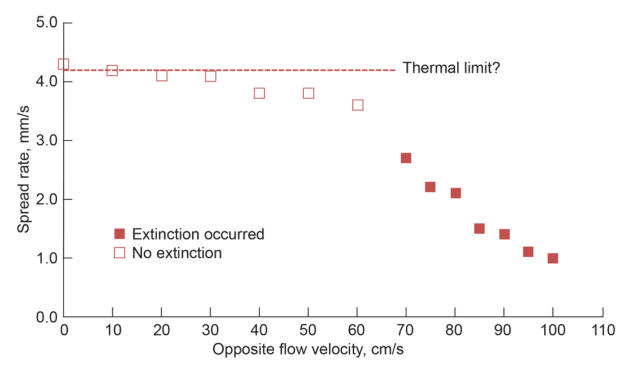 5.0
4.0
3.0
2.0
1.0
0.0
Spread rate, mm/s
Thermal limit?
Extinction occurred
No extinction
0 10 20 30 40 50 60 70 80 90 100 110
Opposite flow velocity, cm/s